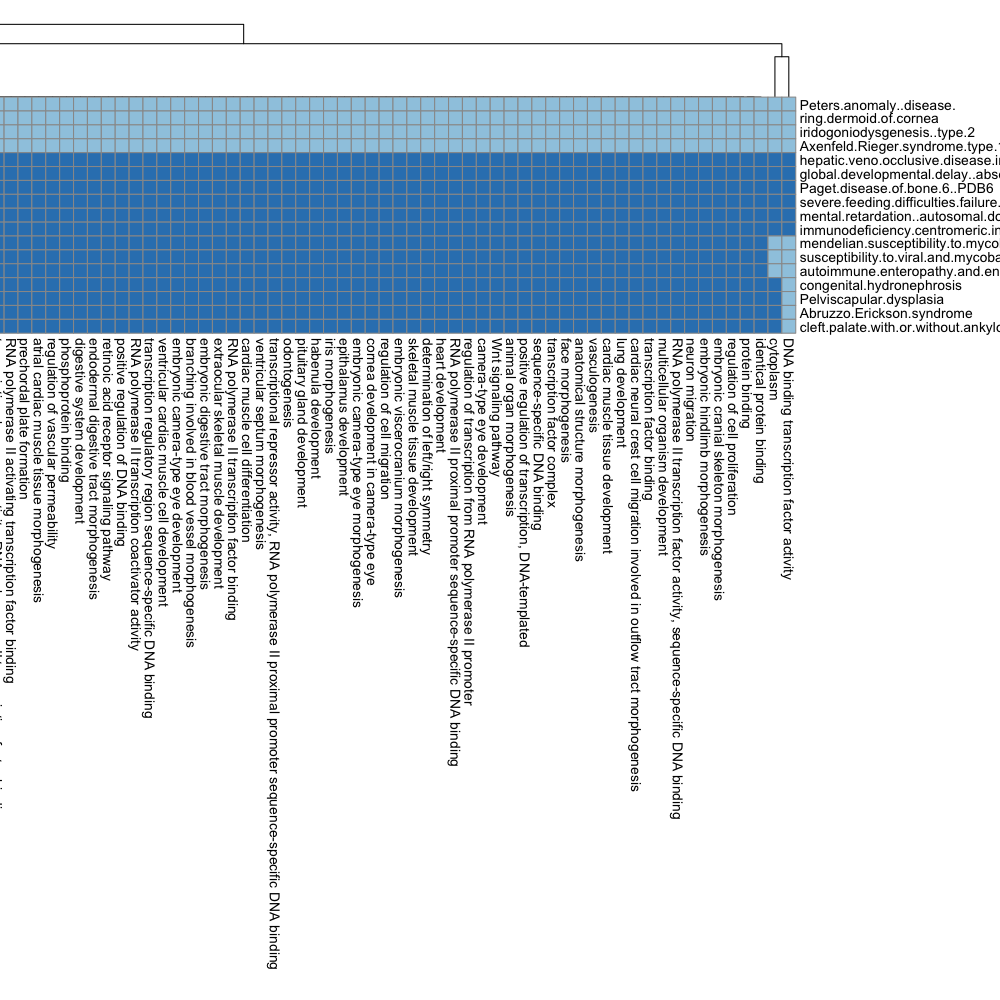 Peters.anomaly..disease.
ring.dermoid.of.cornea
iridogoniodysgenesis..type.2
Axenfeld.Rieger.syndrome.type.
hepatic.veno.occlusive.disease.i
global.developmental.delay..abs
Paget.disease.of.bone.6..PDB6
severe.feeding.difficulties.failure.
mental.retardation..autosomal.do
immunodeficiency.centromeric.in
mendelian.susceptibility.to.myco
susceptibility.to.viral.and.mycoba
autoimmune.enteropathy.and.en
congenital.hydronephrosis
Pelviscapular.dysplasia
Abruzzo.Erickson.syndrome
cleft.palate.with.or.without.ankylo
RNA polymerase II activating transcription factor binding
prechordal plate formation
atrial cardiac muscle tissue morphogenesis
regulation of vascular permeability
phosphoprotein binding
digestive system development
endodermal digestive tract morphogenesis
retinoic acid receptor signaling pathway
positive regulation of DNA binding
RNA polymerase II transcription coactivator activity
transcription regulatory region sequence-specific DNA binding
ventricular cardiac muscle cell development
embryonic camera-type eye development
branching involved in blood vessel morphogenesis
embryonic digestive tract morphogenesis
extraocular skeletal muscle development
RNA polymerase II transcription factor binding
cardiac muscle cell differentiation
ventricular septum morphogenesis
transcriptional repressor activity, RNA polymerase II proximal promoter sequence-specific DNA binding
odontogenesis
pituitary gland development
habenula development
iris morphogenesis
epithalamus development
embryonic camera-type eye morphogenesis
cornea development in camera-type eye
regulation of cell migration
embryonic viscerocranium morphogenesis
skeletal muscle tissue development
determination of left/right symmetry
heart development
RNA polymerase II proximal promoter sequence-specific DNA binding
regulation of transcription from RNA polymerase II promoter
camera-type eye development
Wnt signaling pathway
animal organ morphogenesis
positive regulation of transcription, DNA-templated
sequence-specific DNA binding
transcription factor complex
face morphogenesis
anatomical structure morphogenesis
vasculogenesis
cardiac muscle tissue development
lung development
cardiac neural crest cell migration involved in outflow tract morphogenesis
transcription factor binding
multicellular organism development
RNA polymerase II transcription factor activity, sequence-specific DNA binding
neuron migration
embryonic hindlimb morphogenesis
embryonic cranial skeleton morphogenesis
regulation of cell proliferation
protein binding
identical protein binding
cytoplasm
DNA binding transcription factor activity